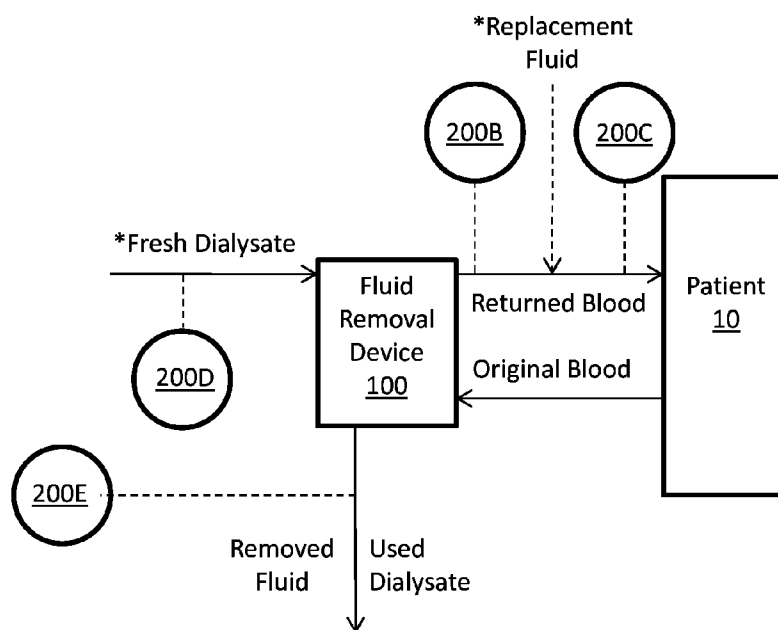 *Replacement
Fluid
200B
200C
*Fresh Dialysate
Fluid
Removal
Device
100
Returned Blood
Patient
10
200D
Original Blood
200E
Removed
Fluid
Used
Dialysate